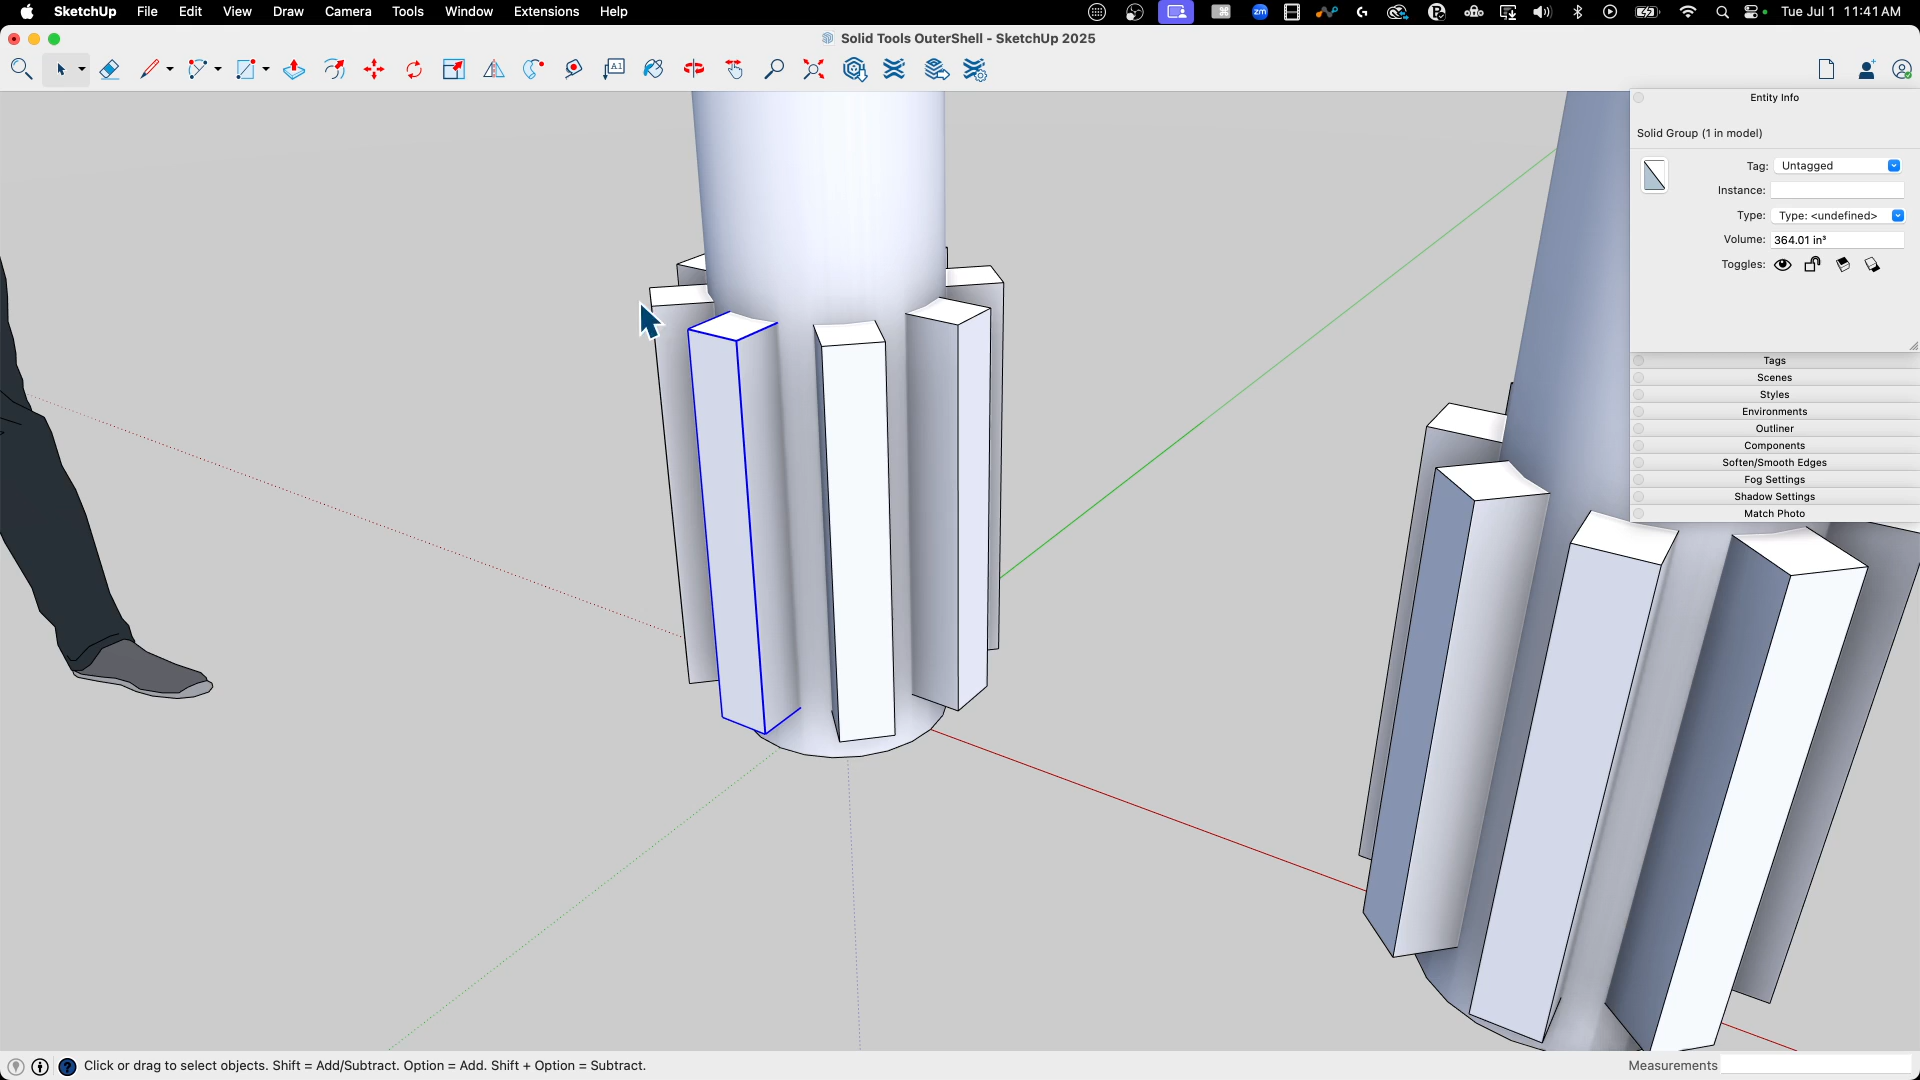 SketchUp File Edit View Draw Camera Tools Window Extensions Help
zm
Tue Jul 1 11:41 AM
Solid Tools OuterShell - SketchUp 2025
A1
Entity Info
Solid Group (1 in model)
Tag: Untagged
Instance:
Type: Type: <undefined>
Volume: 364.01 in³
Toggles:
Tags
Scenes
Styles
Environments
Outliner
Components
Soften/Smooth Edges
Fog Settings
Shadow Settings
Match Photo
Click or drag to select objects. Shift = Add/Subtract. Option = Add. Shift + Option = Subtract.
Measurements